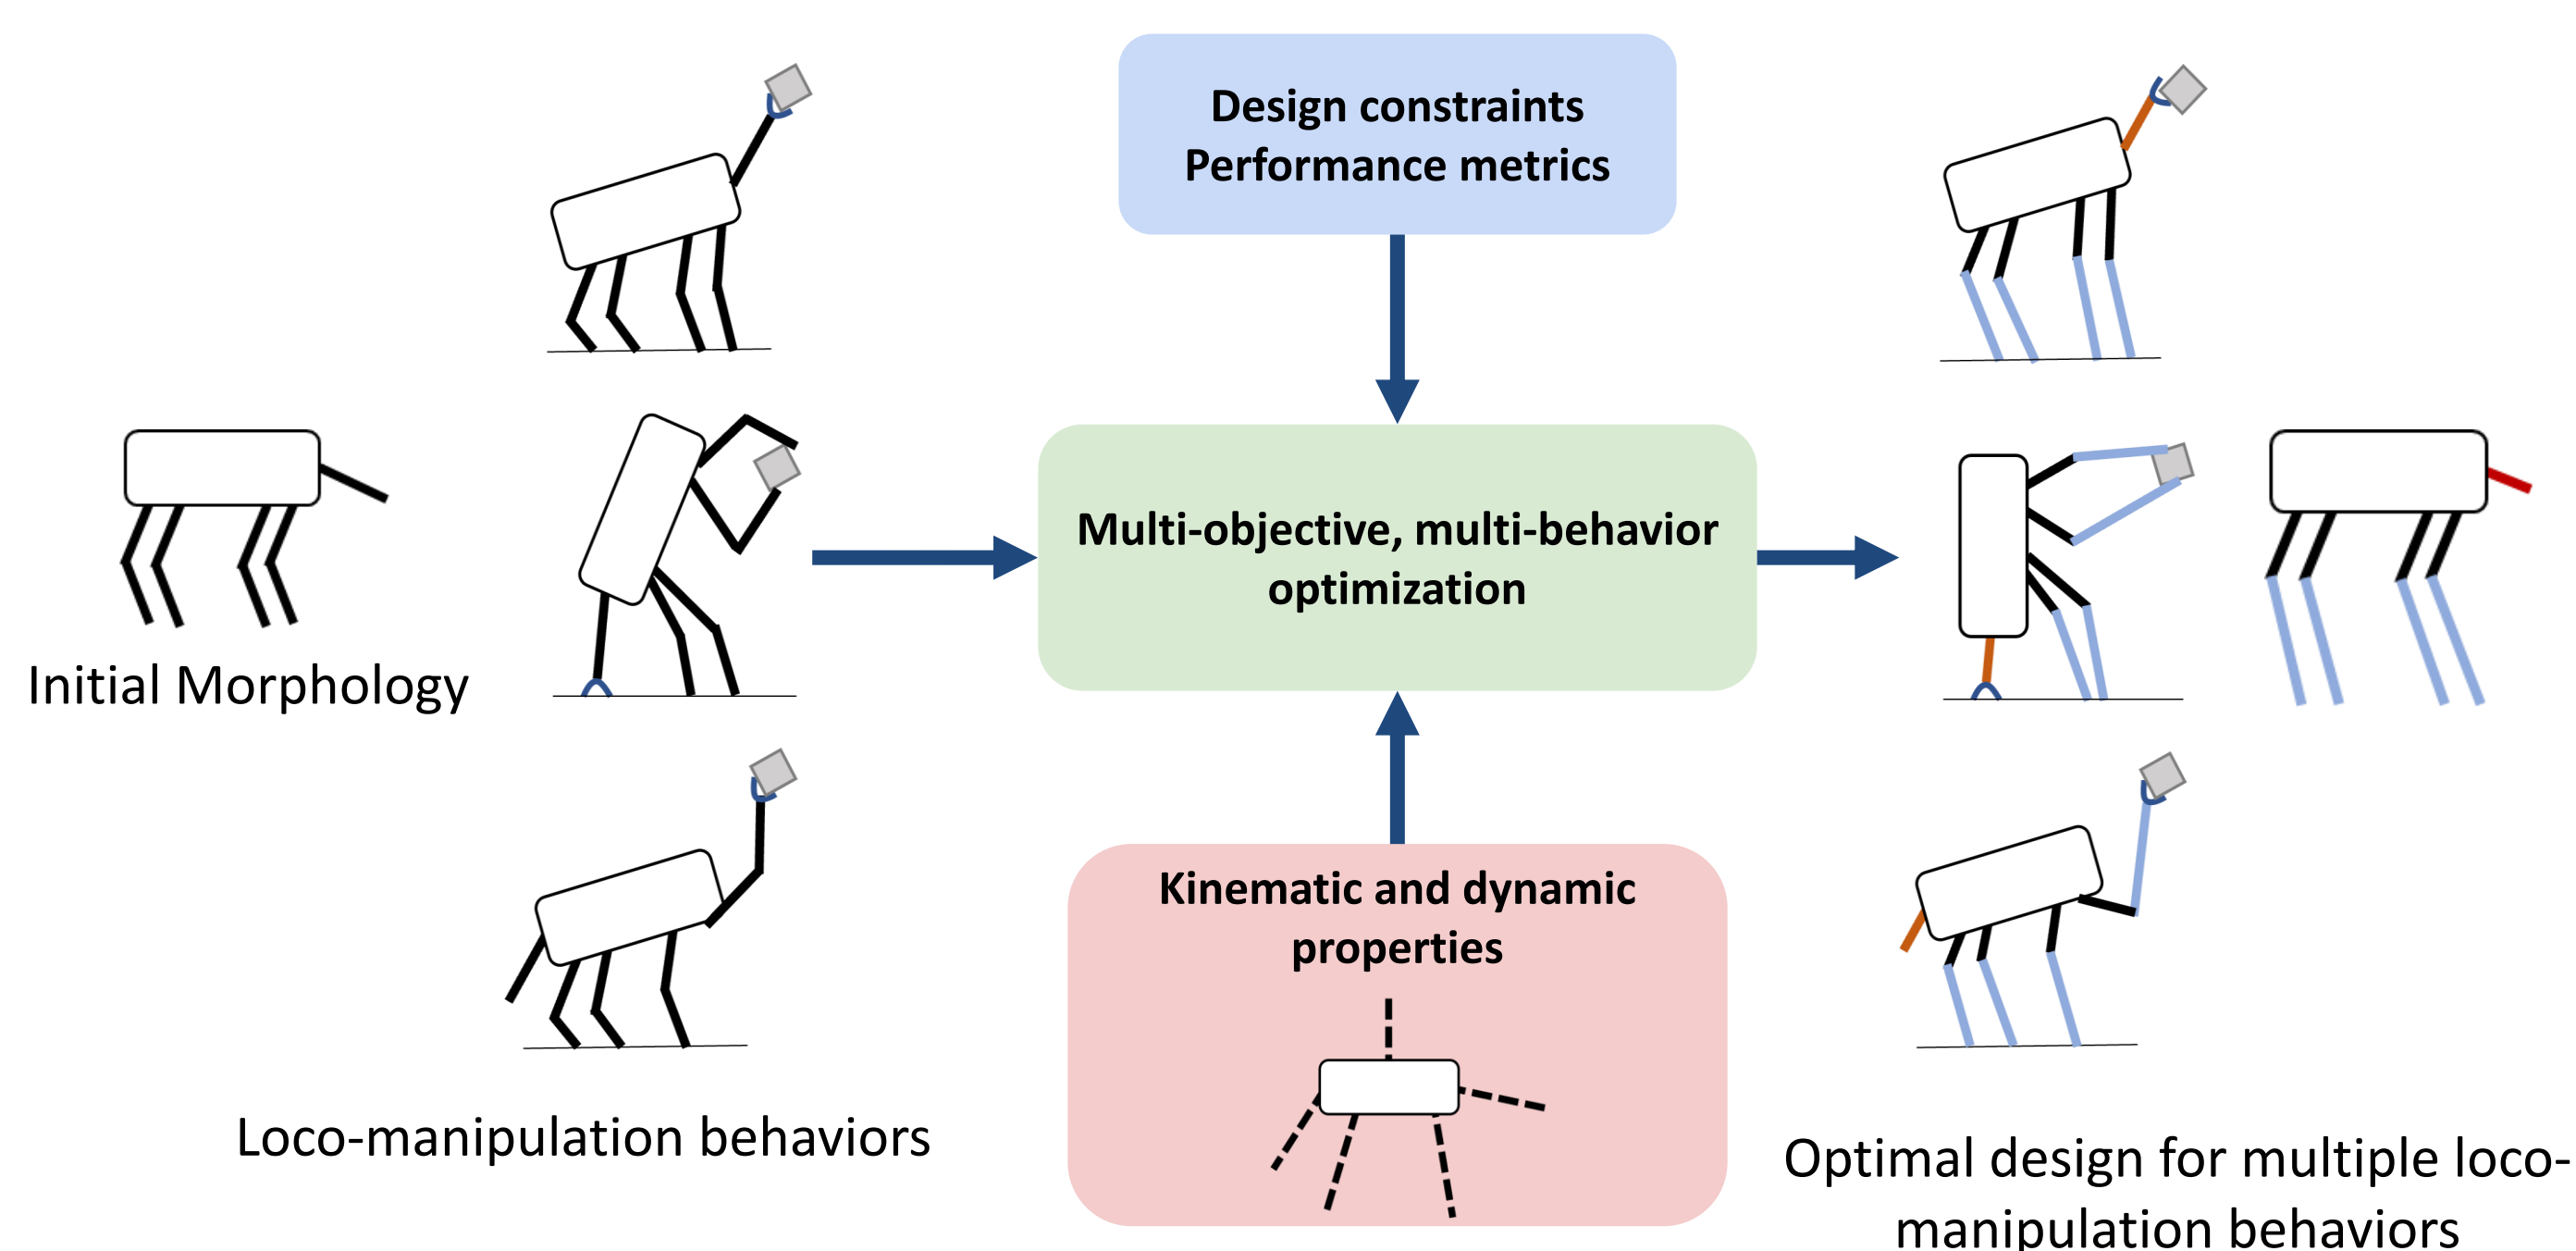 Design constraints
Performance metrics
Multi-objective, multi-behavior
optimization
Initial Morphology
Kinematic and dynamic
properties
Loco-manipulation behaviors
Optimal design for multiple loco-
manipulation behaviors